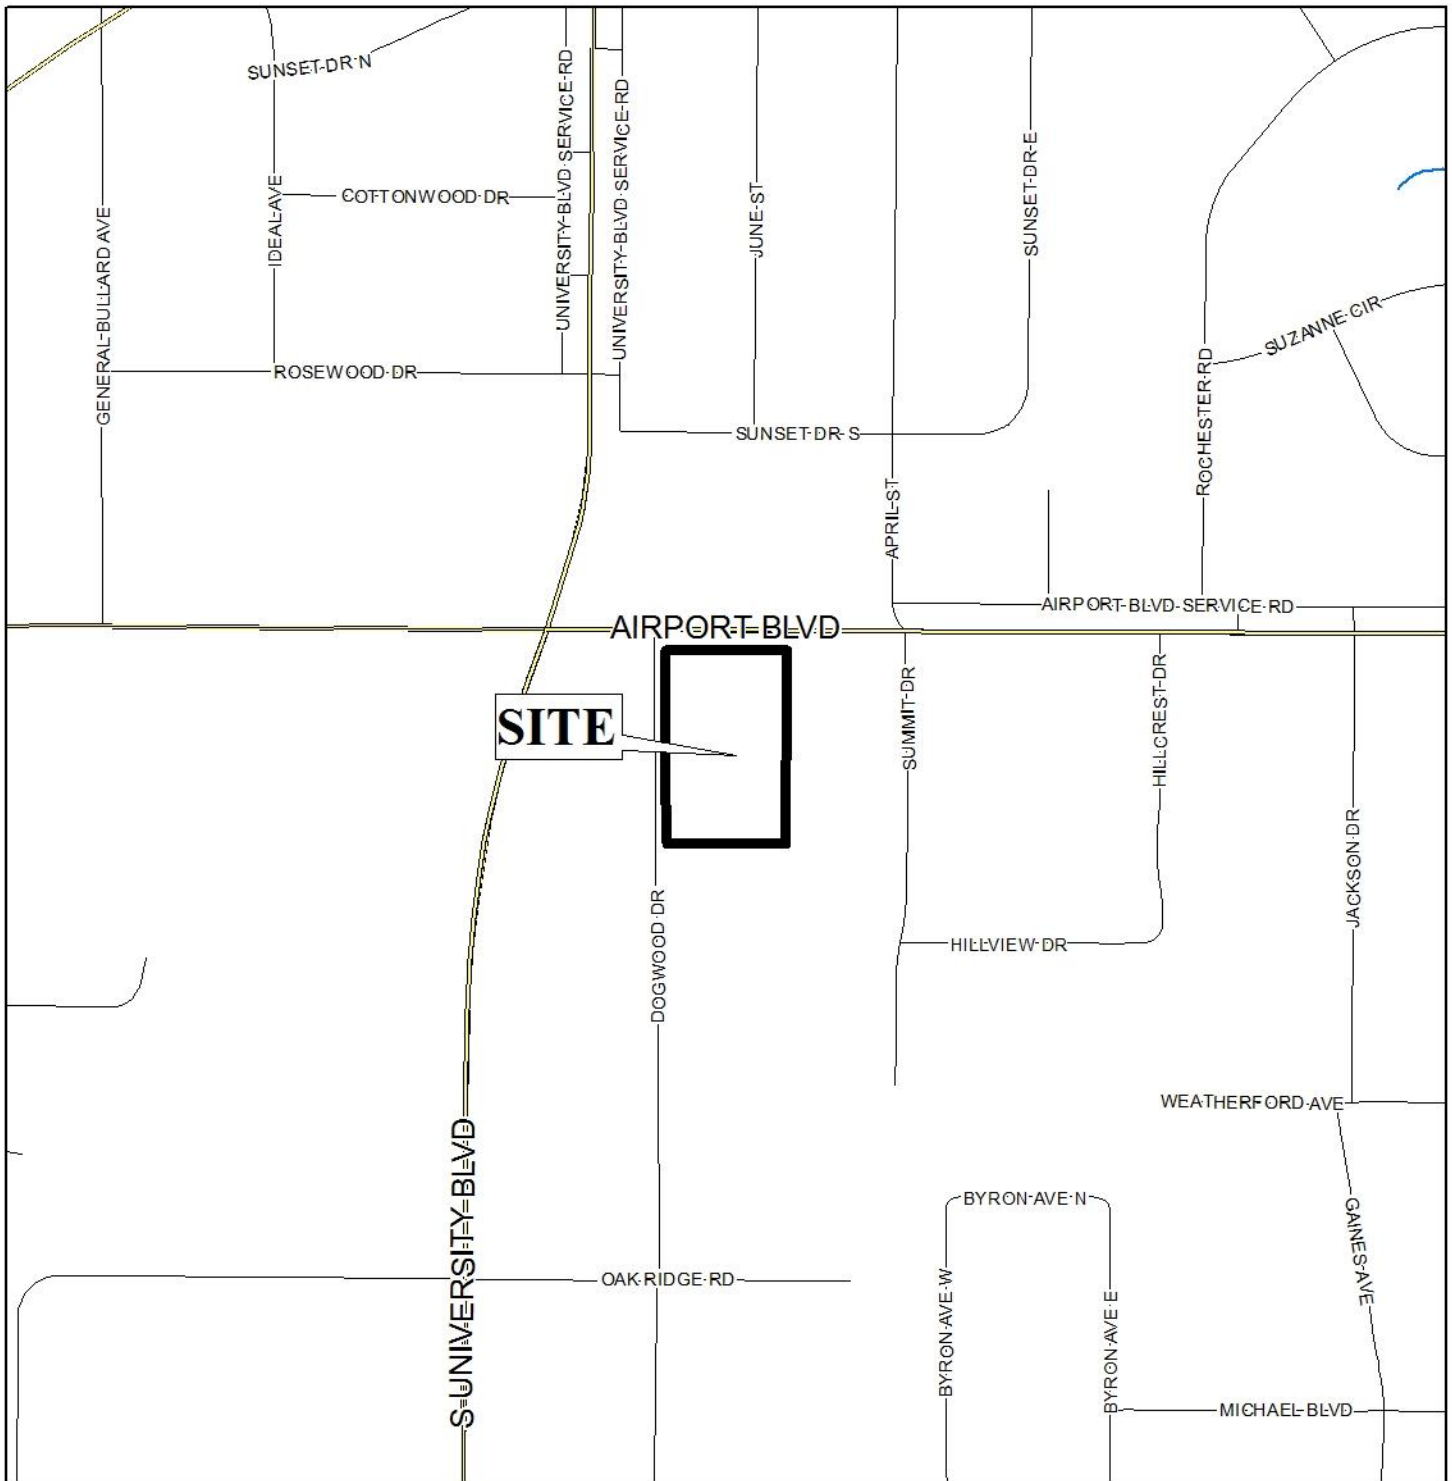 SUNSET DR N
UNIVERSITY BLVD SERVICE RD
UNIVERSITY BLVD SERVICE RD
COTTONWOOD DR
IDEAL AVE
GENERAL BULLARD AVE
JUNE ST
SUNSET DR E
SUZANNE CIR
ROSEWOOD DR
ROCHESTER RD
SUNSET DR S
APRIL ST
AIRPORT BLVD SERVICE RD
AIRPORT BLVD
SITE
SUMMIT DR
HILLCREST DR
JACKSON DR
DOGWOOD DR
HILLVIEW DR
WEATHERFORD AVE
S UNIVERSITY BLVD
BYRON AVE N
GAINES AVE
OAK RIDGE RD
BYRON AVE W
BYRON AVE E
MICHAEL BLVD